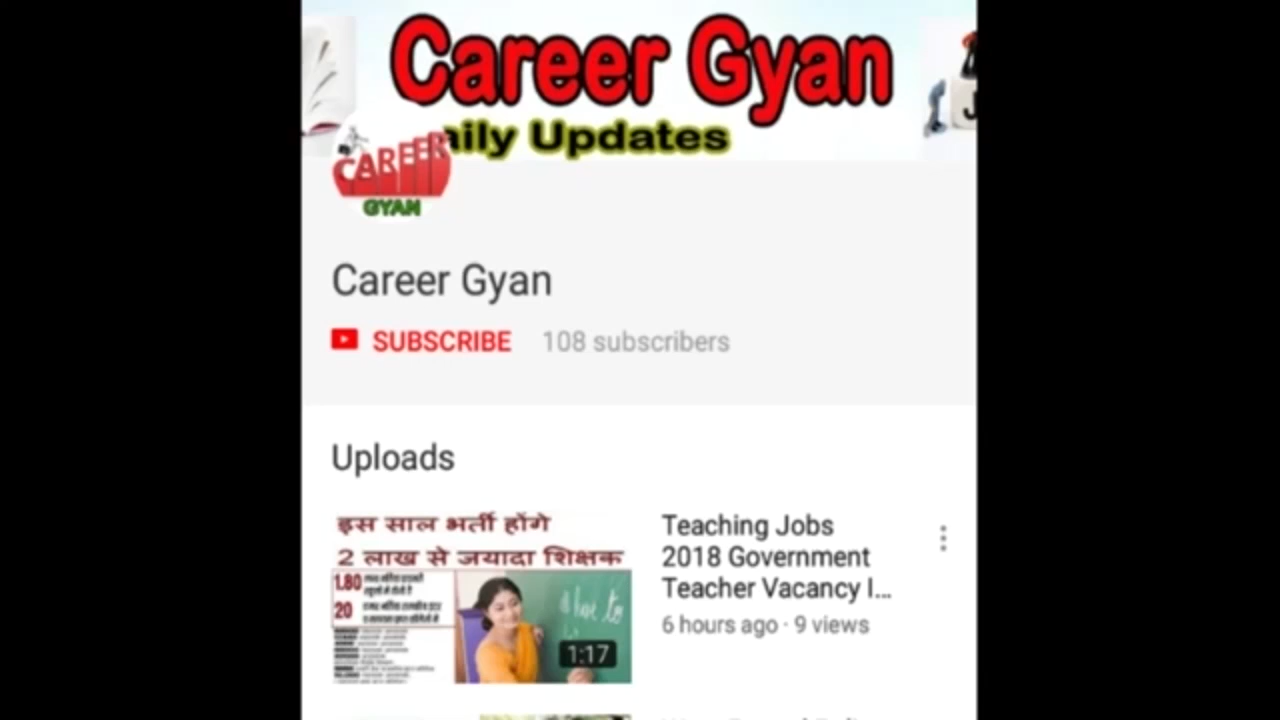 Career Gyan
aily Updates
CAREER
GYAN
Career Gyan
SUBSCRIBE 108 subscribers
Uploads
इस साल भर्ती होंगे
2 लाख से जयादा शिक्षक
1.80
20
1:17
Teaching Jobs
2018 Government
Teacher Vacancy I...
6 hours ago · 9 views